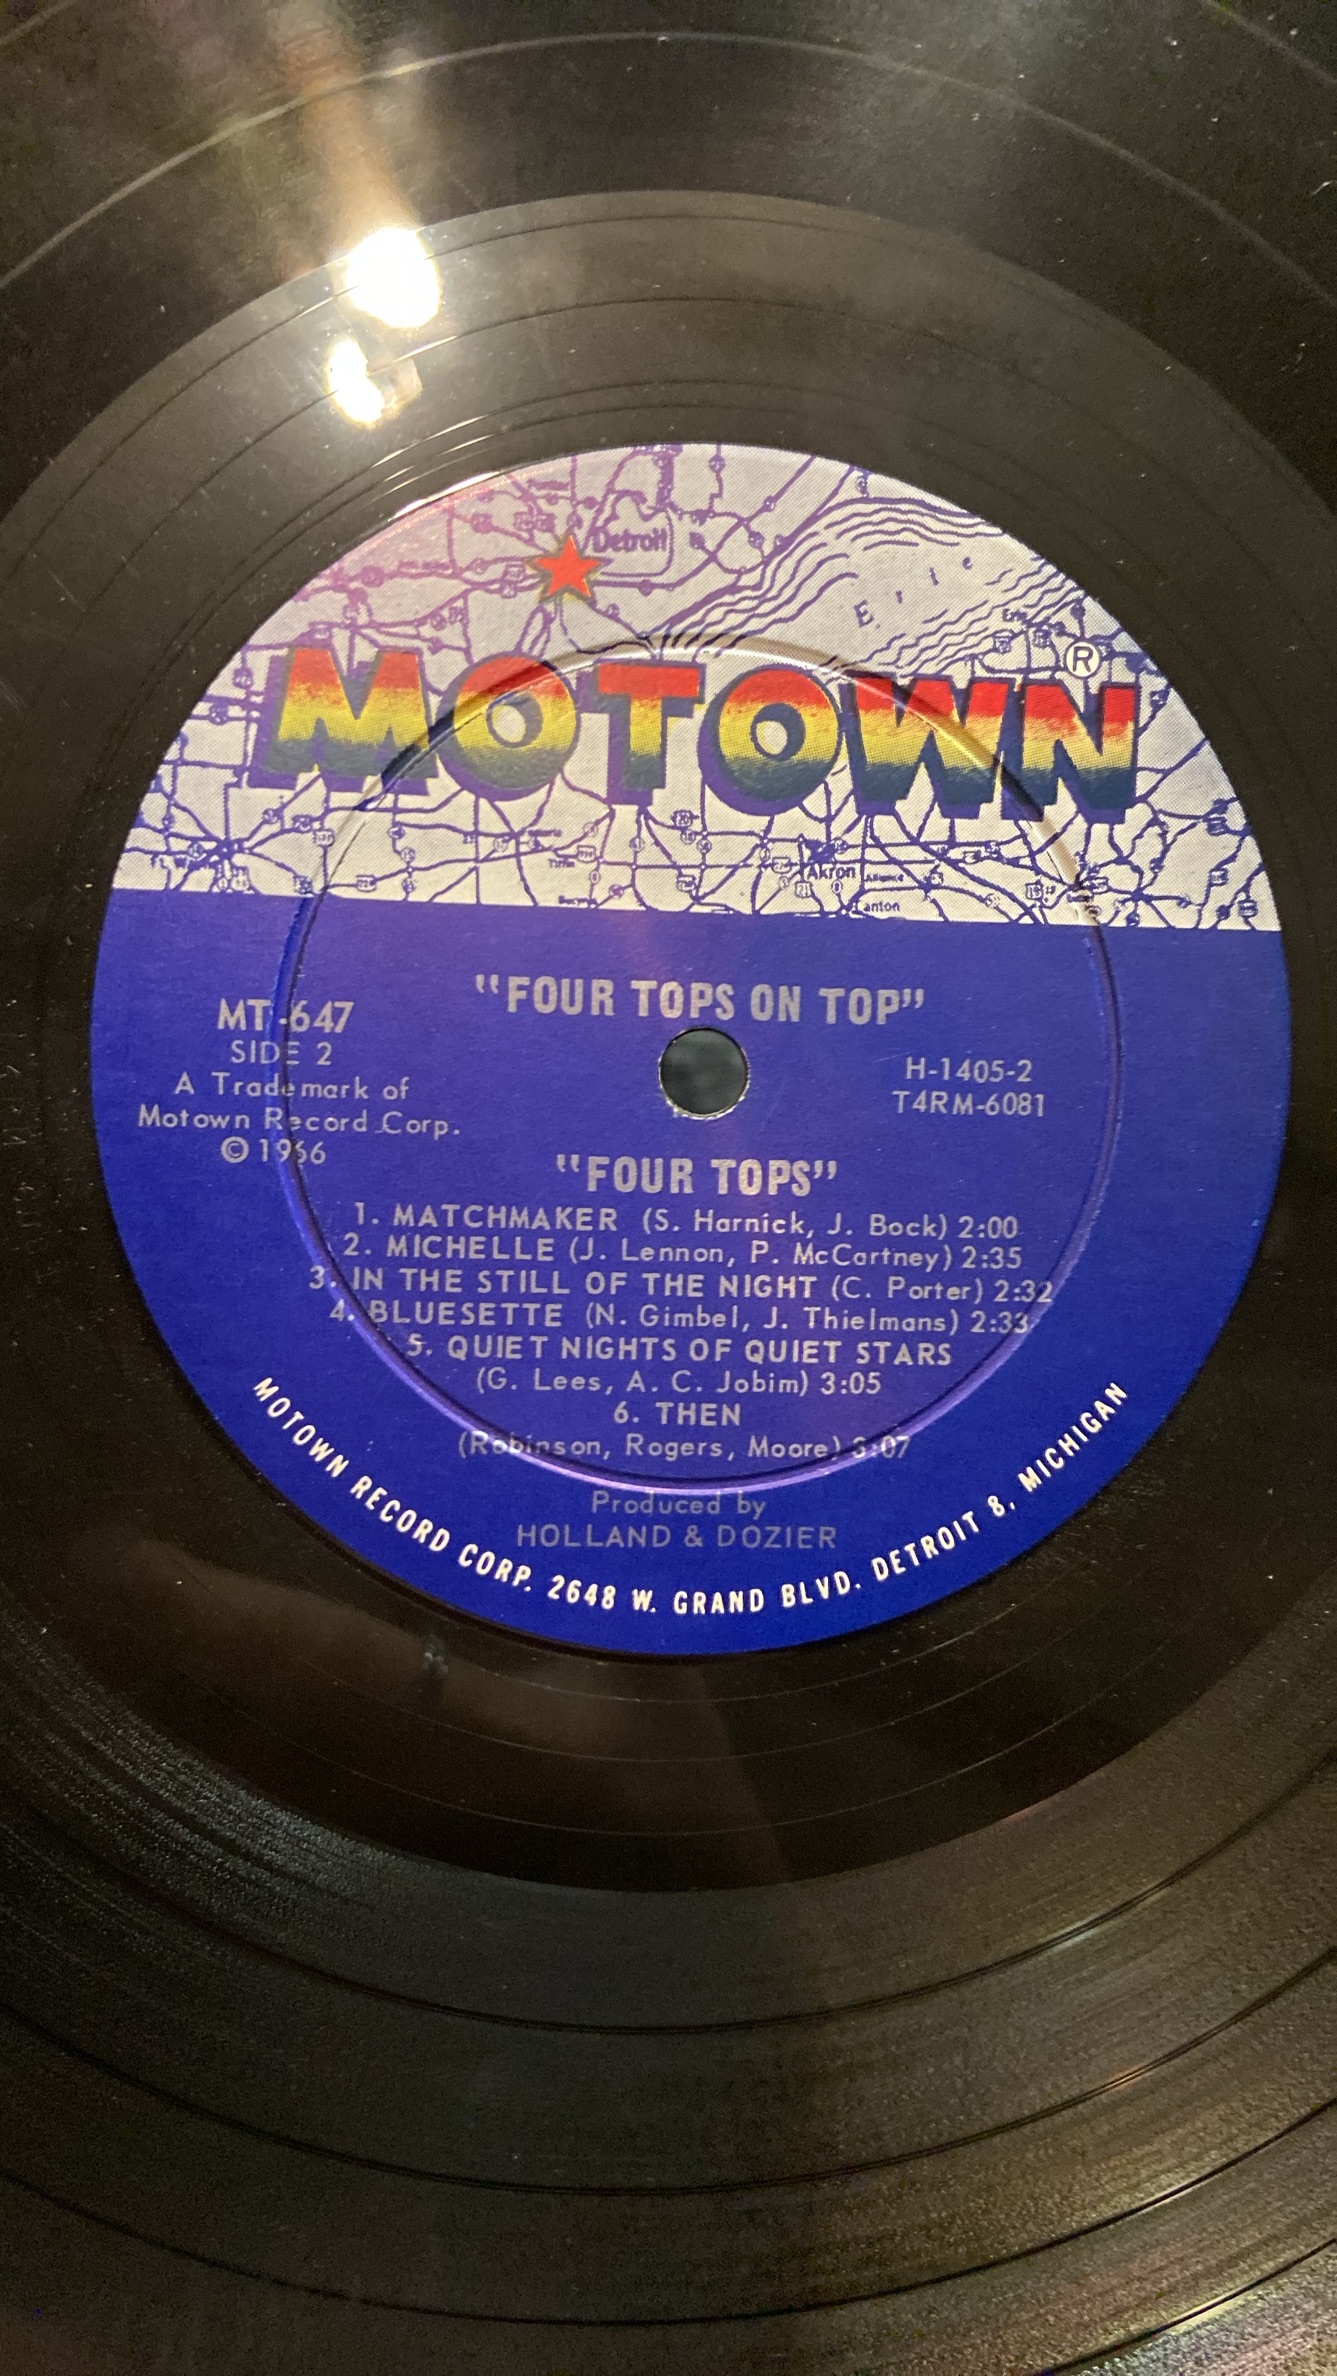 Detroit
Erie
Erie
MOTOWN®
Akron
Alliance
Canton
"FOUR TOPS ON TOP"
MT-647
SIDE 2
A Trademark of
Motown Record Corp.
© 1966
H-1405-2
T4RM-6081
"FOUR TOPS"
1. MATCHMAKER (S. Harnick, J. Bock) 2:00
2. MICHELLE (J. Lennon, P. McCartney) 2:35
3. IN THE STILL OF THE NIGHT (C. Porter) 2:32
4. BLUESETTE (N. Gimbel, J. Thielmans) 2:33
5. QUIET NIGHTS OF QUIET STARS
(G. Lees, A. C. Jobim) 3:05
6. THEN
(Robinson, Rogers, Moore) 3:07
Produced by
HOLLAND & DOZIER
MOTOWN RECORD CORP. 2648 W. GRAND BLVD. DETROIT 8, MICHIGAN